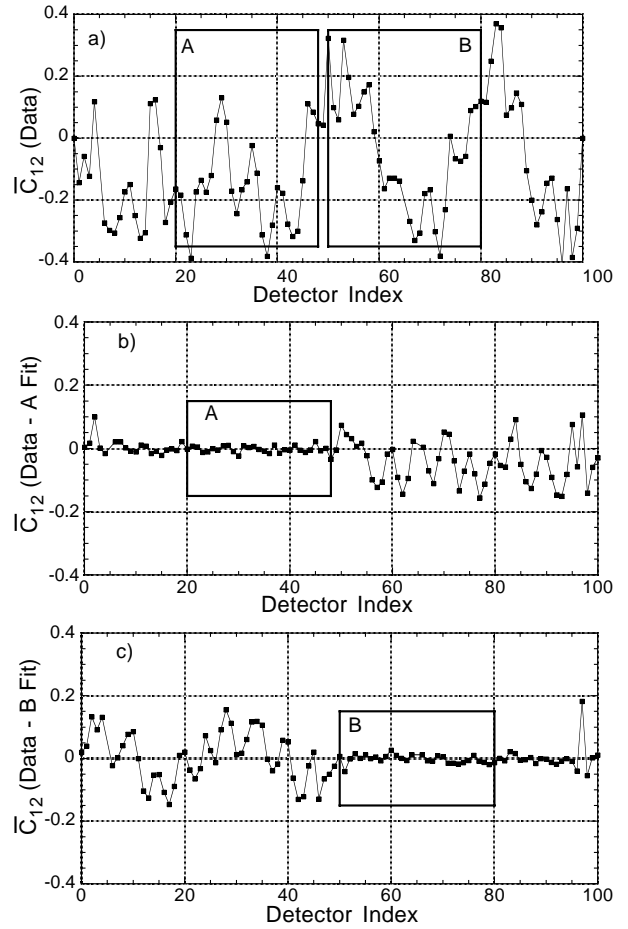 0.4
a)
A
B
0.2
0
-0.2
-0.4
C̅12 (Data)
0 20 40 60 80 100
Detector Index
0.4
b)
0.2
A
0
-0.2
-0.4
C̅12 (Data - A Fit)
0 20 40 60 80 100
Detector Index
0.4
c)
0.2
B
0
-0.2
-0.4
C̅12 (Data - B Fit)
0 20 40 60 80 100
Detector Index